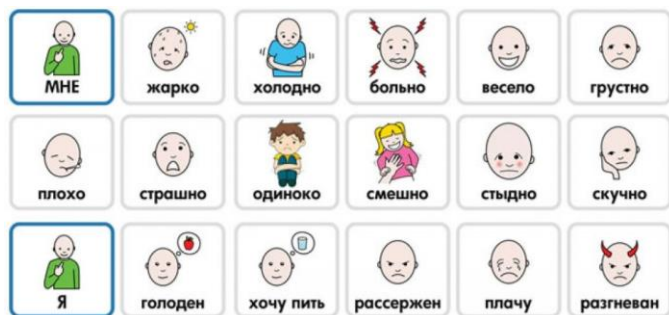 МНЕ жарко холодно больно весело грустно
плохо страшно одиноко смешно стыдно скучно
Я голоден хочу пить рассержен плачу разгневан